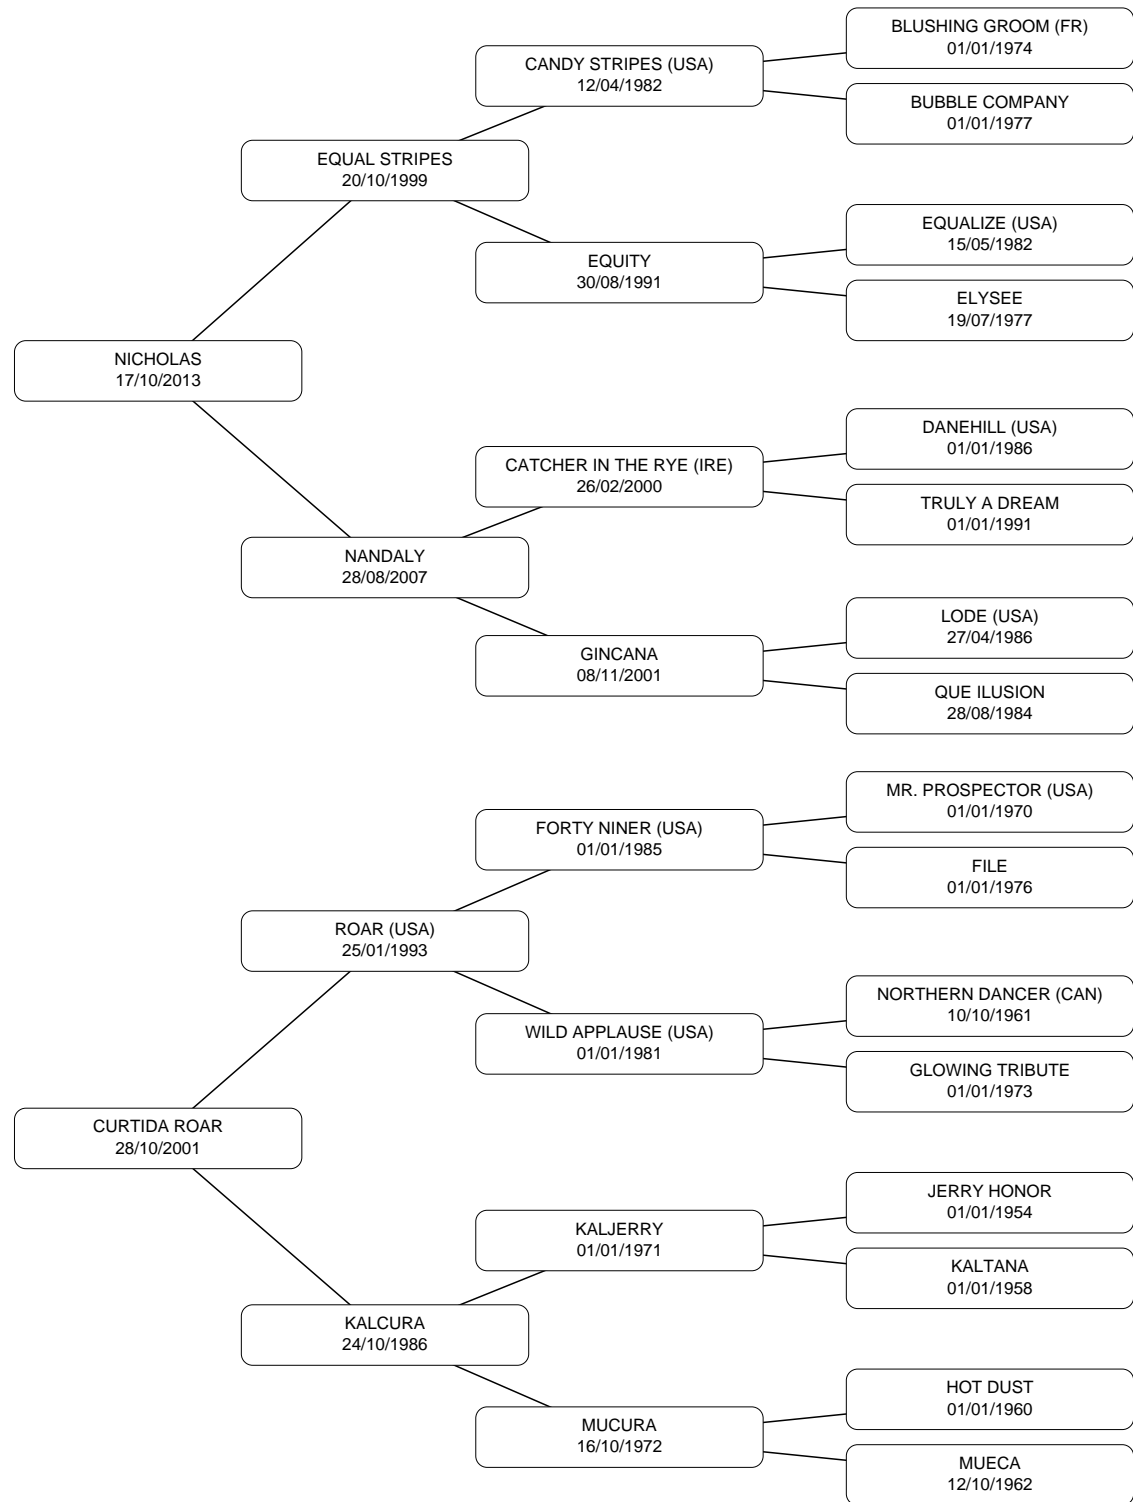 BLUSHING GROOM (FR)
01/01/1974
CANDY STRIPES (USA)
12/04/1982
BUBBLE COMPANY
01/01/1977
EQUAL STRIPES
20/10/1999
EQUALIZE (USA)
15/05/1982
EQUITY
30/08/1991
ELYSEE
19/07/1977
NICHOLAS
17/10/2013
DANEHILL (USA)
01/01/1986
CATCHER IN THE RYE (IRE)
26/02/2000
TRULY A DREAM
01/01/1991
NANDALY
28/08/2007
LODE (USA)
27/04/1986
GINCANA
08/11/2001
QUE ILUSION
28/08/1984
MR. PROSPECTOR (USA)
01/01/1970
FORTY NINER (USA)
01/01/1985
FILE
01/01/1976
ROAR (USA)
25/01/1993
NORTHERN DANCER (CAN)
10/10/1961
WILD APPLAUSE (USA)
01/01/1981
GLOWING TRIBUTE
01/01/1973
CURTIDA ROAR
28/10/2001
JERRY HONOR
01/01/1954
KALJERRY
01/01/1971
KALTANA
01/01/1958
KALCURA
24/10/1986
HOT DUST
01/01/1960
MUCURA
16/10/1972
MUECA
12/10/1962